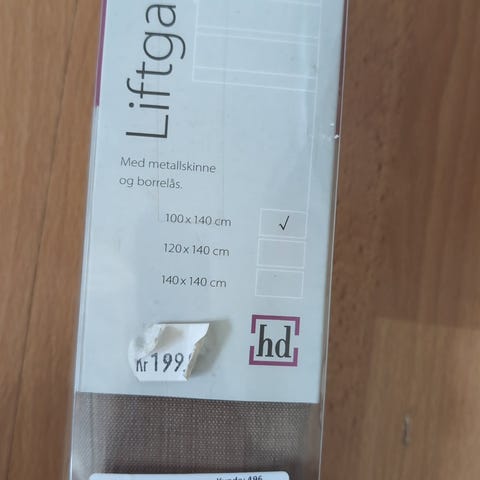 Liftga
Med metallskinne
og borrelås.
100 x 140 cm √
120 x 140 cm
140 x 140 cm
hd
Kr 199.